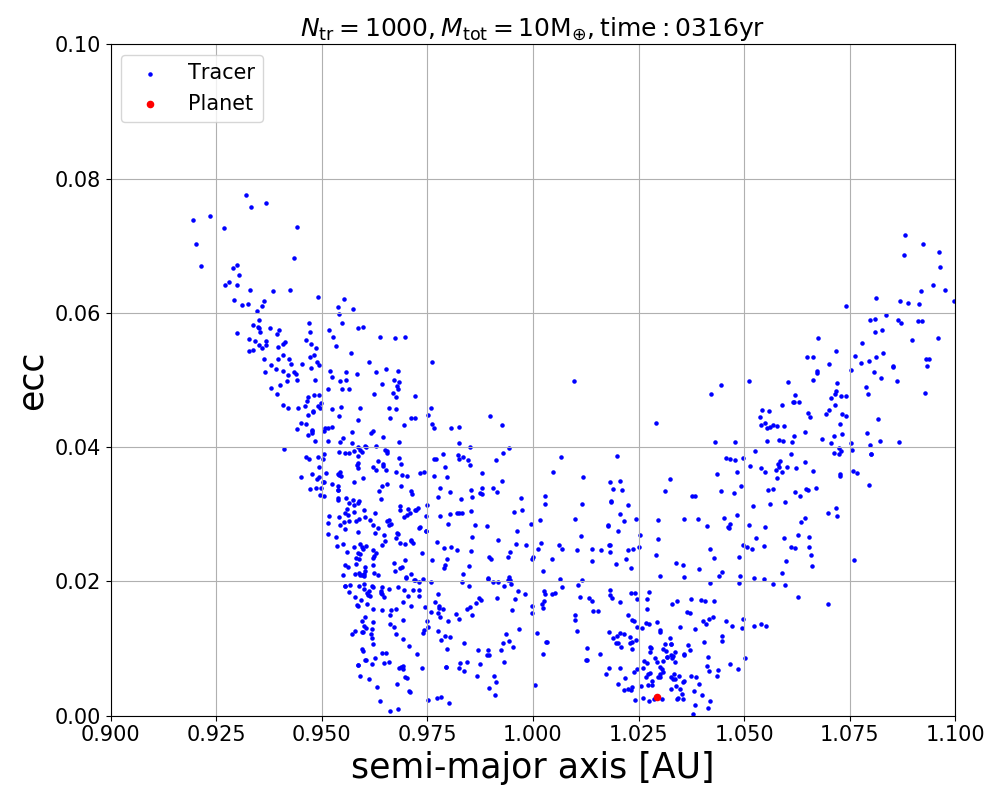 N_tr = 1000, M_tot = 10M_⊕, time : 0316yr
Tracer
Planet
ecc
0.10
0.08
0.06
0.04
0.02
0.00
0.900 0.925 0.950 0.975 1.000 1.025 1.050 1.075 1.100
semi-major axis [AU]